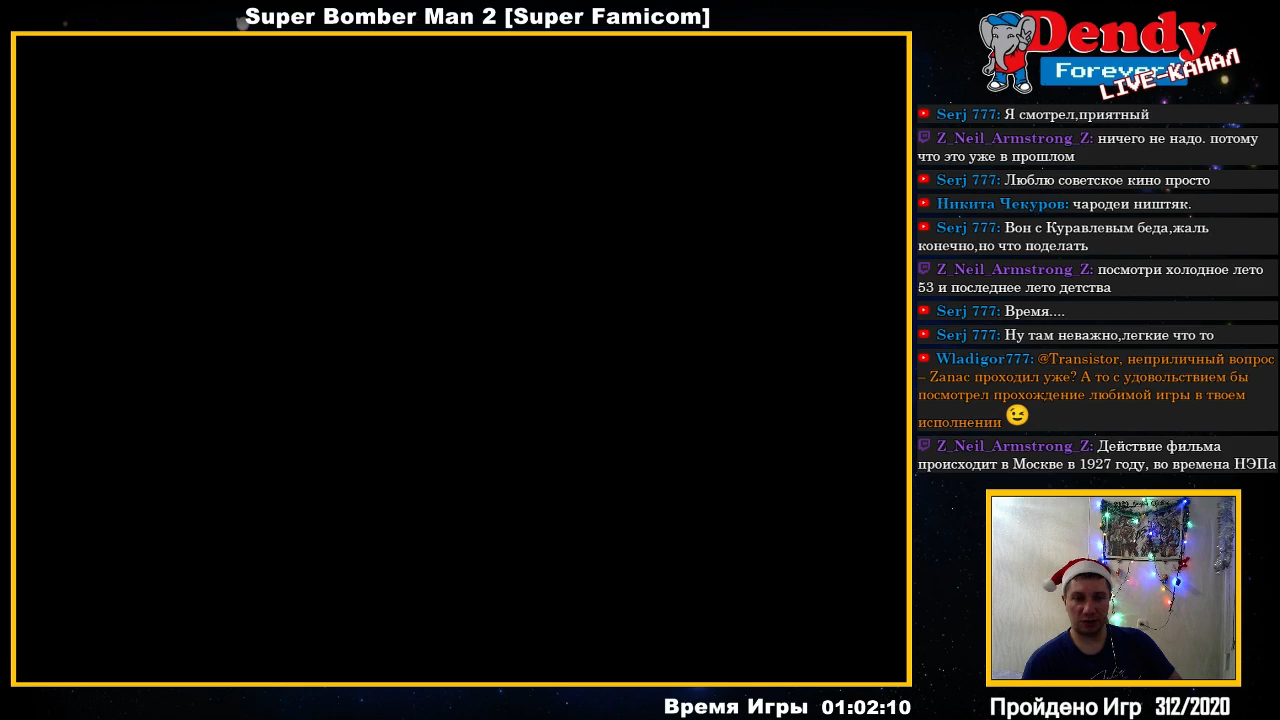 Super Bomber Man 2 [Super Famicom]
Dendy
Forever!
LIVE-КАНАЛ
Serj 777: Я смотрел,приятный
Z_Neil_Armstrong_Z: ничего не надо. потому
что это уже в прошлом
Serj 777: Люблю советское кино просто
Никита Чекуров: чародеи ништяк.
Serj 777: Вон с Куравлевым беда,жаль
конечно,но что поделать
Z_Neil_Armstrong_Z: посмотри холодное лето
53 и последнее лето детства
Serj 777: Время....
Serj 777: Ну там неважно,легкие что то
Wladigor777: @Transistor, неприличный вопрос
– Zanac проходил уже? А то с удовольствием бы
посмотрел прохождение любимой игры в твоем
исполнении 😉
Z_Neil_Armstrong_Z: Действие фильма
происходит в Москве в 1927 году, во времена НЭПа
Время Игры 01:02:10
Пройдено Игр 312/2020